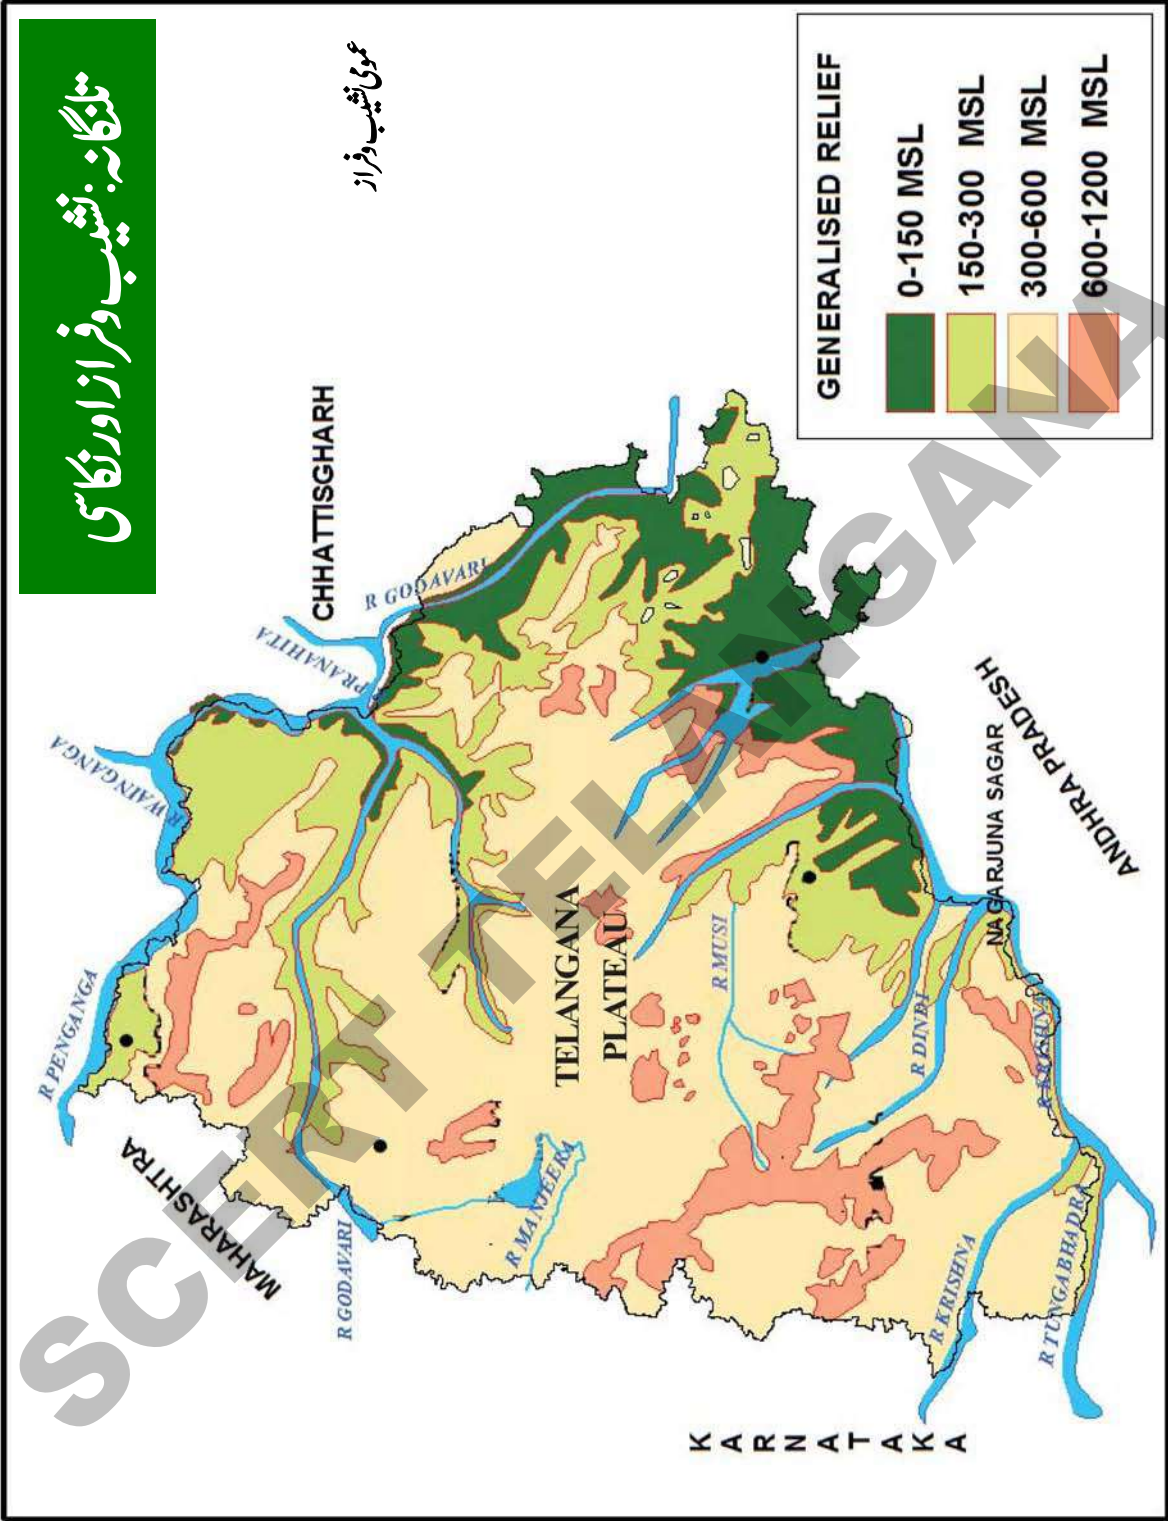 تلنگانہ: نشیب و فراز اور نکاسی
عمومی نشیب و فراز
GENERALISED RELIEF
0-150 MSL
150-300 MSL
300-600 MSL
600-1200 MSL
CHHATTISGHARH
MAHARASHTRA
KARNATAKA
ANDHRA PRADESH
NAGARJUNA SAGAR
TELANGANA
PLATEAU
R PENGANGA
R WAINGANGA
PRANAHITA
R GODAVARI
R GODAVARI
R MANJEERA
R MUSI
R DINDI
R KRISHNA
R KRISHNA
R TUNGABHADRA
SCERT TELANGANA